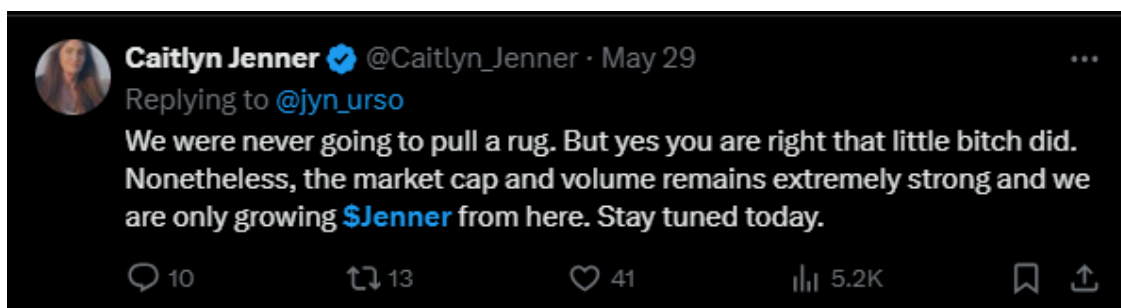 Caitlyn Jenner @Caitlyn_Jenner · May 29
Replying to @jyn_urso
We were never going to pull a rug. But yes you are right that little bitch did.
Nonetheless, the market cap and volume remains extremely strong and we
are only growing $Jenner from here. Stay tuned today.
10 13 41 5.2K